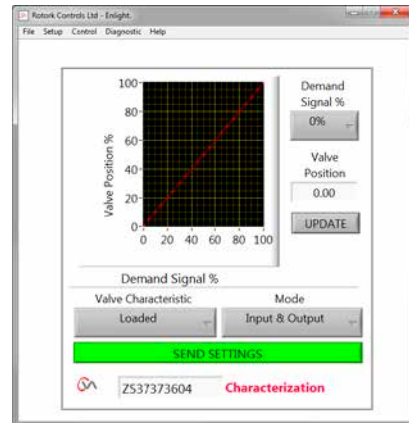 Rotork Controls Ltd - Enlight.
File Setup Control Diagnostic Help
Valve Position %
100
80
60
40
20
0
0 20 40 60 80 100
Demand Signal %
Demand
Signal %
0%
Valve
Position
0.00
UPDATE
Valve Characteristic
Loaded
Mode
Input & Output
SEND SETTINGS
ZS37373604
Characterization